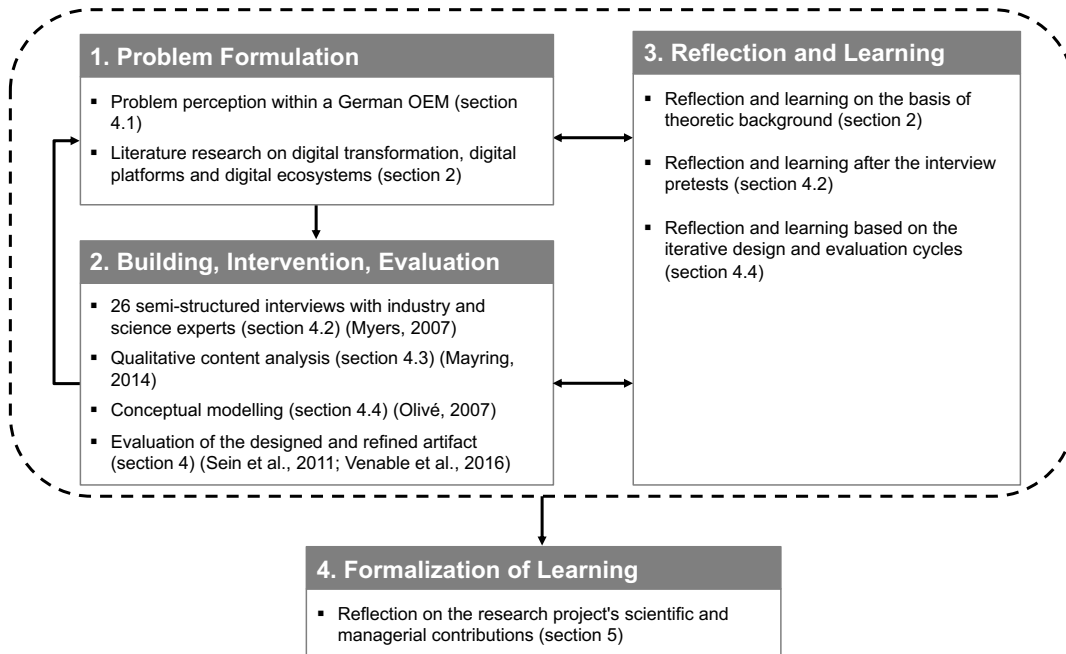 1. Problem Formulation
▪ Problem perception within a German OEM (section
4.1)
▪ Literature research on digital transformation, digital
platforms and digital ecosystems (section 2)
2. Building, Intervention, Evaluation
▪ 26 semi-structured interviews with industry and
science experts (section 4.2) (Myers, 2007)
▪ Qualitative content analysis (section 4.3) (Mayring,
2014)
▪ Conceptual modelling (section 4.4) (Olivé, 2007)
▪ Evaluation of the designed and refined artifact
(section 4) (Sein et al., 2011; Venable et al., 2016)
3. Reflection and Learning
▪ Reflection and learning on the basis of
theoretic background (section 2)
▪ Reflection and learning after the interview
pretests (section 4.2)
▪ Reflection and learning based on the
iterative design and evaluation cycles
(section 4.4)
4. Formalization of Learning
▪ Reflection on the research project's scientific and
managerial contributions (section 5)